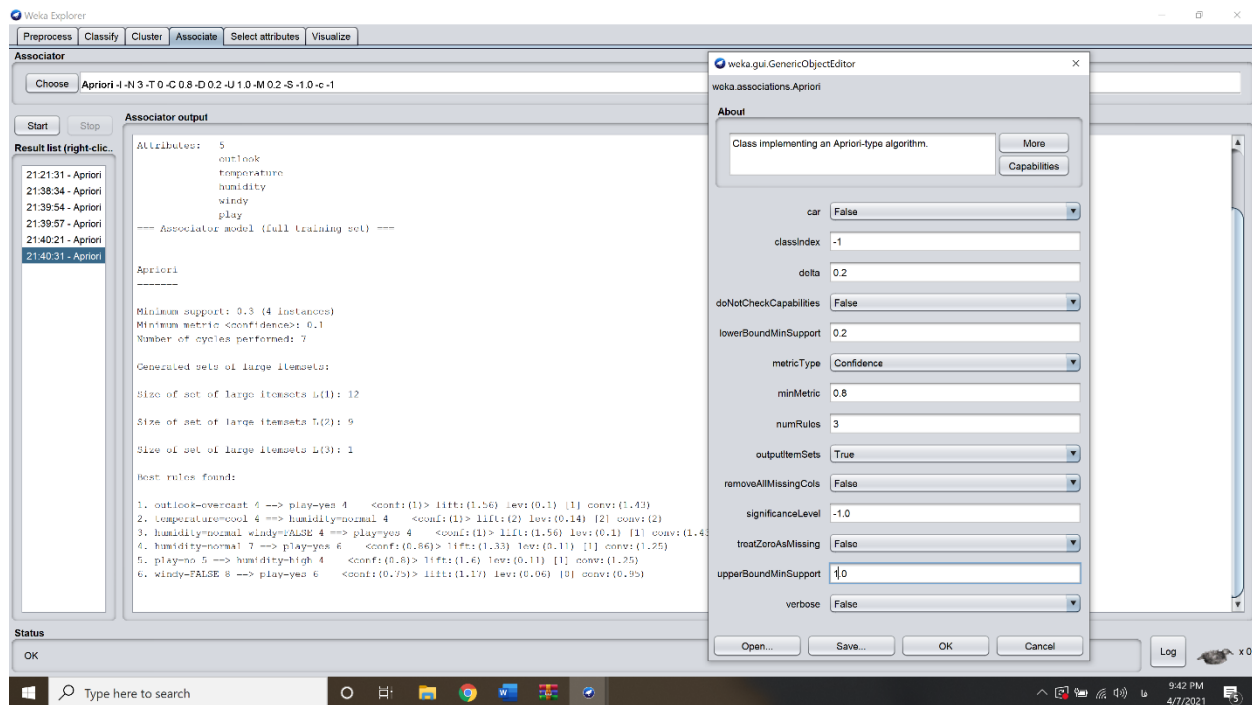 Weka Explorer
Preprocess Classify Cluster Associate Select attributes Visualize
Associator
Choose Apriori -I -N 3 -T 0 -C 0.8 -D 0.2 -U 1.0 -M 0.2 -S -1.0 -c -1
Start Stop
Result list (right-clic..
21:21:31 - Apriori
21:38:34 - Apriori
21:39:54 - Apriori
21:39:57 - Apriori
21:40:21 - Apriori
21:40:31 - Apriori
Associator output
Attributes: 5
outlook
temperature
humidity
windy
play
=== Associator model (full training set) ===
Apriori
=======
Minimum support: 0.3 (4 instances)
Minimum metric <confidence>: 0.1
Number of cycles performed: 7
Generated sets of large itemsets:
Size of set of large itemsets L(1): 12
Size of set of large itemsets L(2): 9
Size of set of large itemsets L(3): 1
Best rules found:
1. outlook=overcast 4 ==> play=yes 4 <conf:(1)> lift:(1.56) lev:(0.1) [1] conv:(1.43)
2. temperature=cool 4 ==> humidity=normal 4 <conf:(1)> lift:(2) lev:(0.14) [2] conv:(2)
3. humidity=normal windy=FALSE 4 ==> play=yes 4 <conf:(1)> lift:(1.56) lev:(0.1) [1] conv:(1.43
4. humidity=normal 7 ==> play=yes 6 <conf:(0.86)> lift:(1.33) lev:(0.11) [1] conv:(1.25)
5. play=no 5 ==> humidity=high 4 <conf:(0.8)> lift:(1.6) lev:(0.11) [1] conv:(1.25)
6. windy=FALSE 8 ==> play=yes 6 <conf:(0.75)> lift:(1.17) lev:(0.06) [0] conv:(0.95)
weka.gui.GenericObjectEditor
weka.associations.Apriori
About
Class implementing an Apriori-type algorithm.
More
Capabilities
car False
classIndex -1
delta 0.2
doNotCheckCapabilities False
lowerBoundMinSupport 0.2
metricType Confidence
minMetric 0.8
numRules 3
outputItemSets True
removeAllMissingCols False
significanceLevel -1.0
treatZeroAsMissing False
upperBoundMinSupport 1.0
verbose False
Open... Save... OK Cancel
Status
OK
Log x 0
Type here to search
فا
9:42 PM
4/7/2021
5